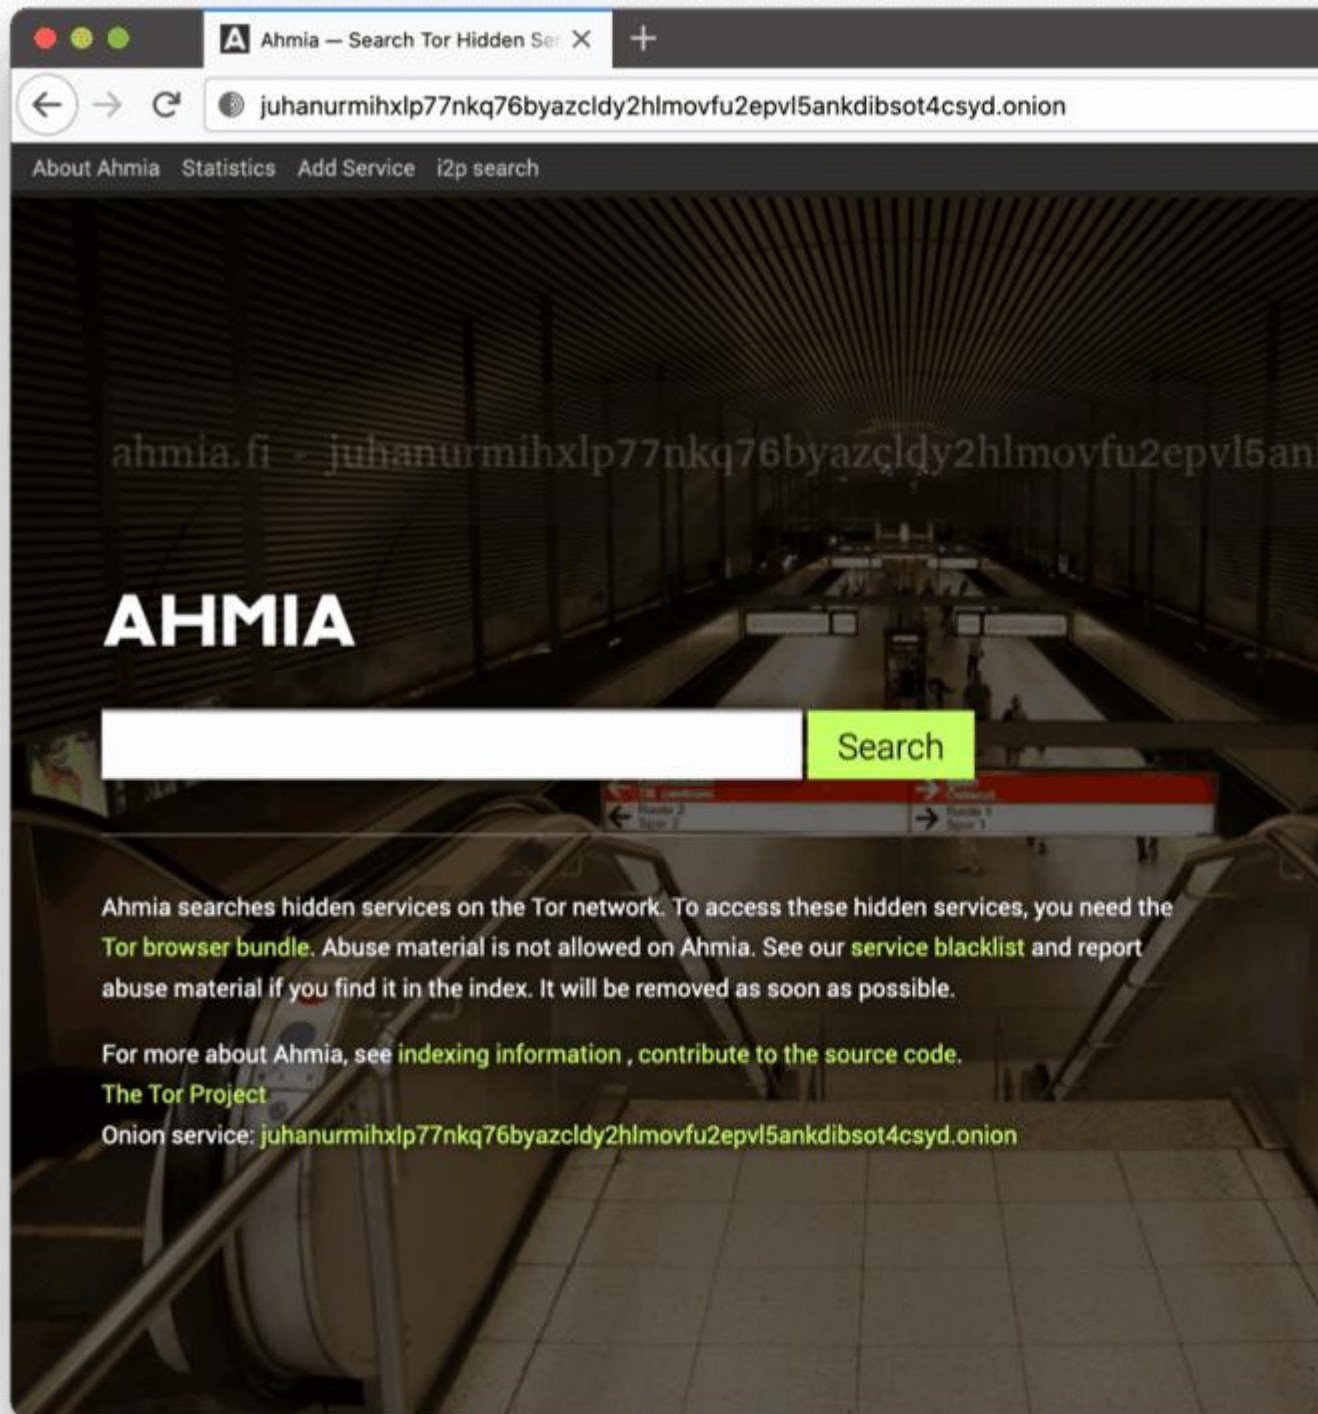 Ahmia — Search Tor Hidden Ser
juhanurmihxlp77nkq76byazcldy2hlmovfu2epvl5ankdibsot4csyd.onion
About Ahmia Statistics Add Service i2p search
ahmia.fi - juhanurmihxlp77nkq76byazcldy2hlmovfu2epvl5an
AHMIA
Search
Ahmia searches hidden services on the Tor network. To access these hidden services, you need the
Tor browser bundle. Abuse material is not allowed on Ahmia. See our service blacklist and report
abuse material if you find it in the index. It will be removed as soon as possible.
For more about Ahmia, see indexing information , contribute to the source code.
The Tor Project
Onion service: juhanurmihxlp77nkq76byazcldy2hlmovfu2epvl5ankdibsot4csyd.onion